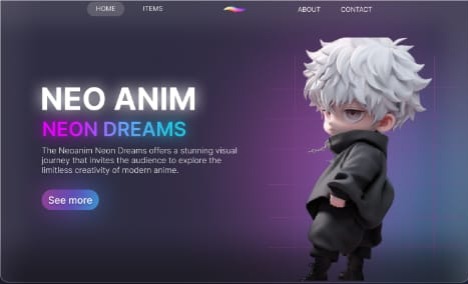 HOME ITEMS ABOUT CONTACT
NEO ANIM
NEON DREAMS
The Neoanim Neon Dreams offers a stunning visual
journey that invites the audience to explore the
limitless creativity of modern anime.
See more